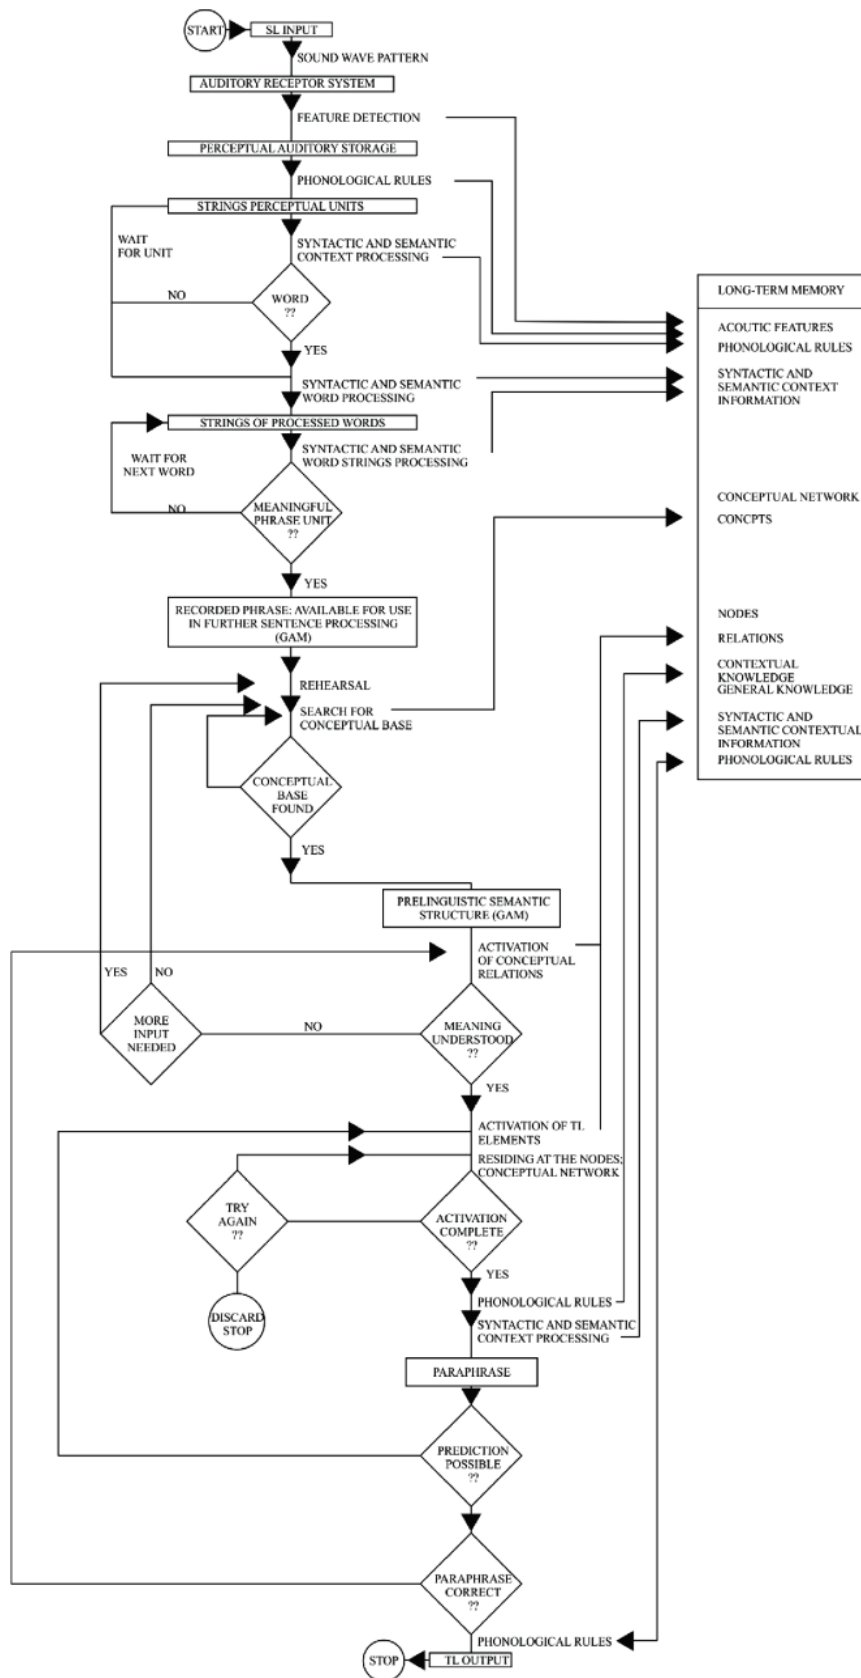 START
SL INPUT
SOUND WAVE PATTERN
AUDITORY RECEPTOR SYSTEM
FEATURE DETECTION
PERCEPTUAL AUDITORY STORAGE
PHONOLOGICAL RULES
STRINGS PERCEPTUAL UNITS
WAIT
FOR UNIT
SYNTACTIC AND SEMANTIC
CONTEXT PROCESSING
NO
WORD
??
YES
SYNTACTIC AND SEMANTIC
WORD PROCESSING
STRINGS OF PROCESSED WORDS
WAIT FOR
NEXT WORD
SYNTACTIC AND SEMANTIC
WORD STRINGS PROCESSING
NO
MEANINGFUL
PHRASE UNIT
??
YES
RECORDED PHRASE: AVAILABLE FOR USE
IN FURTHER SENTENCE PROCESSING
(GAM)
REHEARSAL
SEARCH FOR
CONCEPTUAL BASE
CONCEPTUAL
BASE
FOUND
YES
PRELINGUISTIC SEMANTIC
STRUCTURE (GAM)
ACTIVATION
OF CONCEPTUAL
RELATIONS
YES
NO
MORE
INPUT
NEEDED
NO
MEANING
UNDERSTOOD
??
YES
ACTIVATION OF TL
ELEMENTS
RESIDING AT THE NODES;
CONCEPTUAL NETWORK
TRY
AGAIN
??
ACTIVATION
COMPLETE
??
DISCARD
STOP
YES
PHONOLOGICAL RULES
SYNTACTIC AND SEMANTIC
CONTEXT PROCESSING
PARAPHRASE
PREDICTION
POSSIBLE
??
PARAPHRASE
CORRECT
??
PHONOLOGICAL RULES
STOP
TL OUTPUT
LONG-TERM MEMORY
ACOUTIC FEATURES
PHONOLOGICAL RULES
SYNTACTIC AND
SEMANTIC CONTEXT
INFORMATION
CONCEPTUAL NETWORK
CONCPTS
NODES
RELATIONS
CONTEXTUAL
KNOWLEDGE
GENERAL KNOWLEDGE
SYNTACTIC AND
SEMANTIC CONTEXTUAL
INFORMATION
PHONOLOGICAL RULES